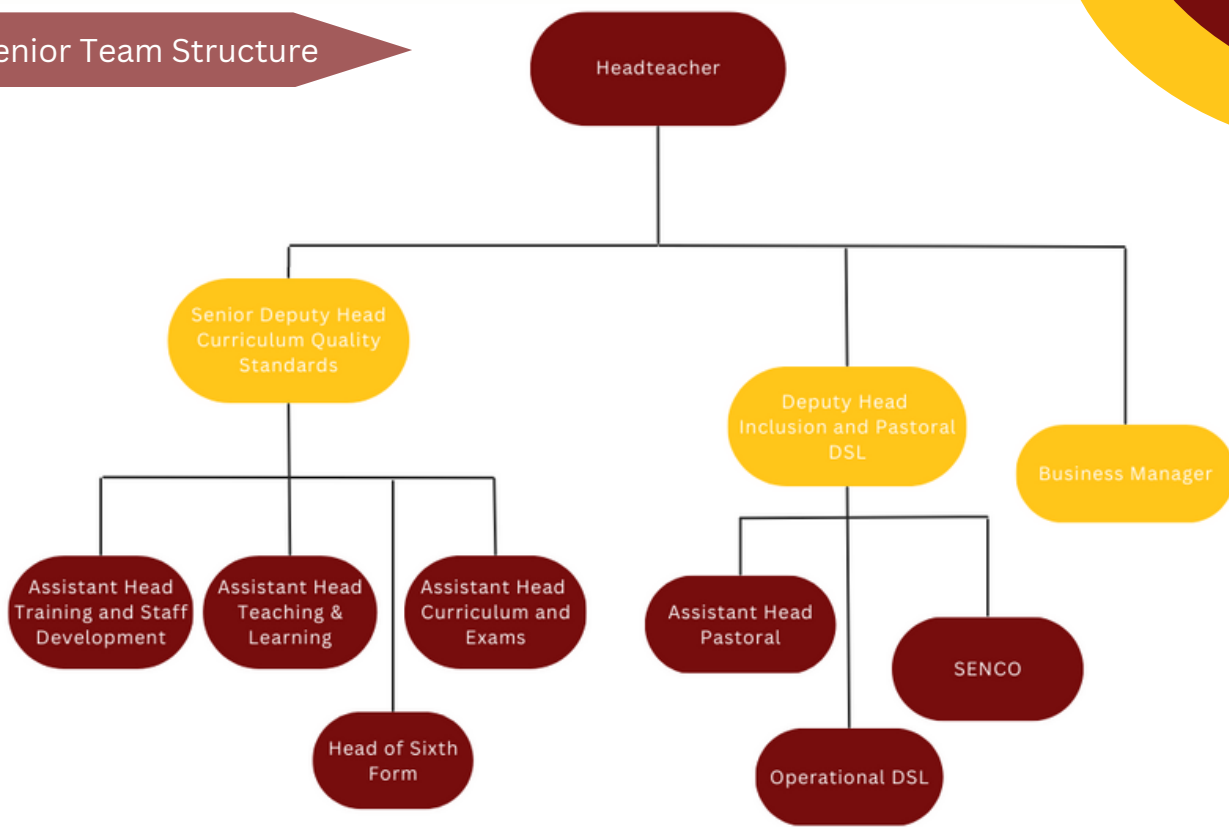 enior Team Structure
Headteacher
Senior Deputy Head
Curriculum Quality
Standards
Deputy Head
Inclusion and Pastoral
DSL
Business Manager
Assistant Head
Training and Staff
Development
Assistant Head
Teaching &
Learning
Assistant Head
Curriculum and
Exams
Assistant Head
Pastoral
SENCO
Head of Sixth
Form
Operational DSL